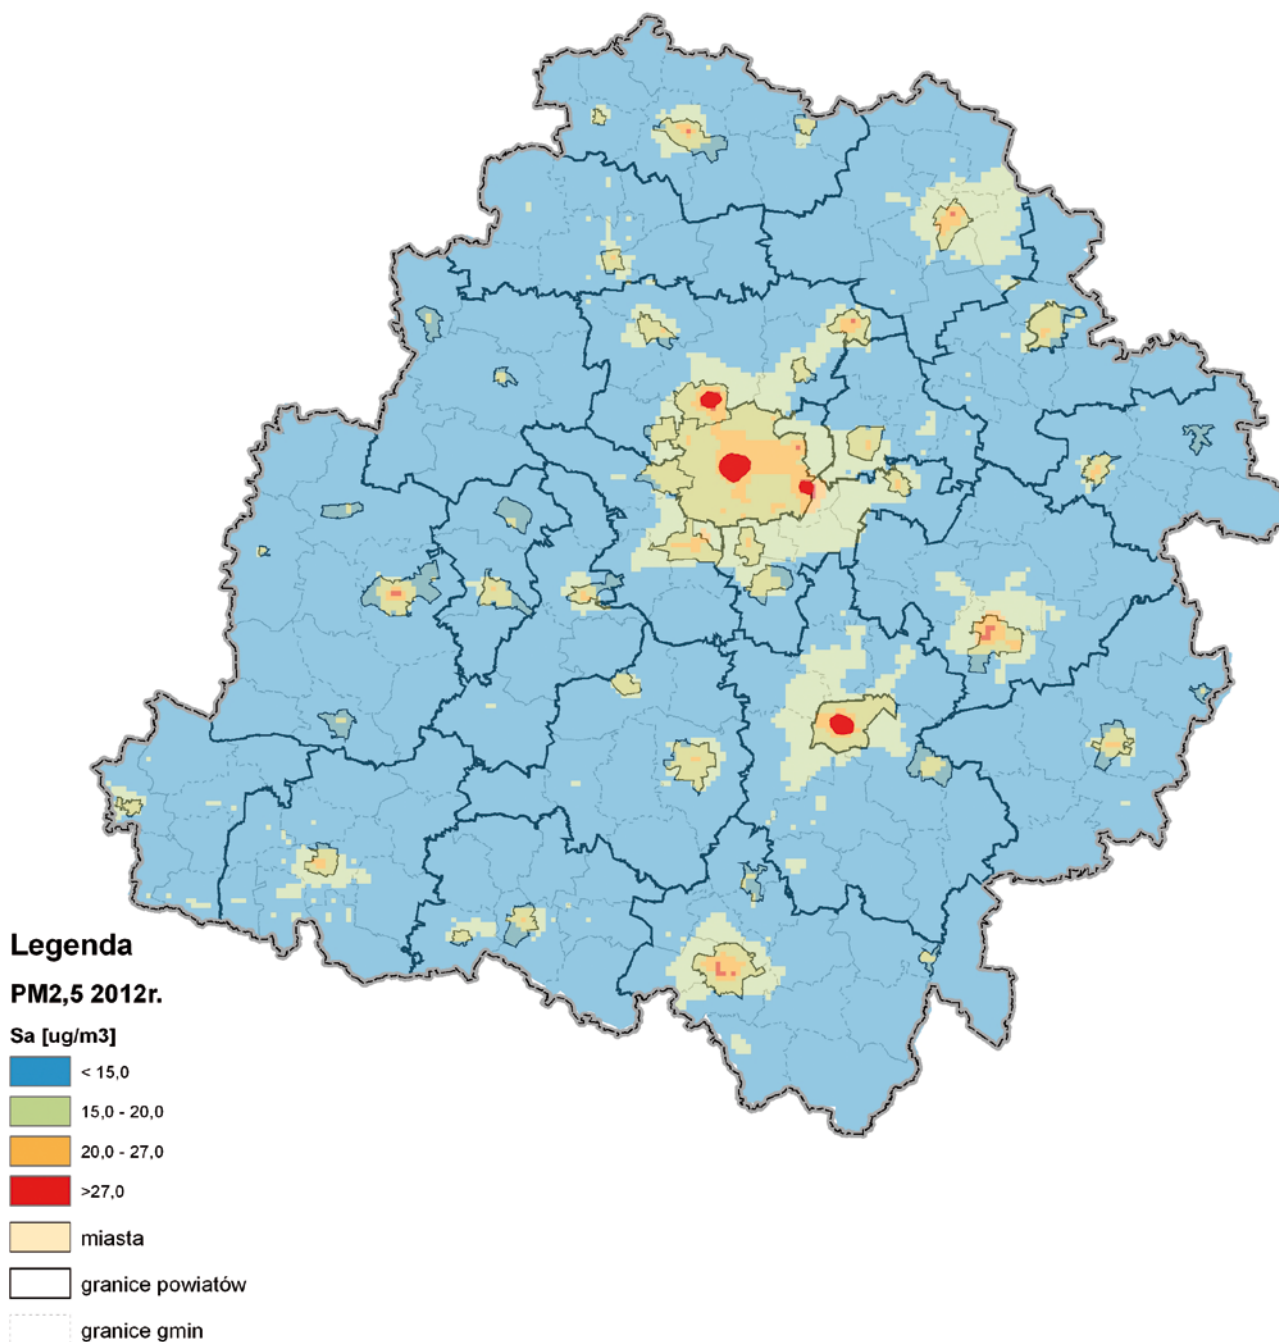 Legenda
PM2,5 2012r.
Sa [ug/m3]
< 15,0
15,0 - 20,0
20,0 - 27,0
>27,0
miasta
granice powiatów
granice gmin